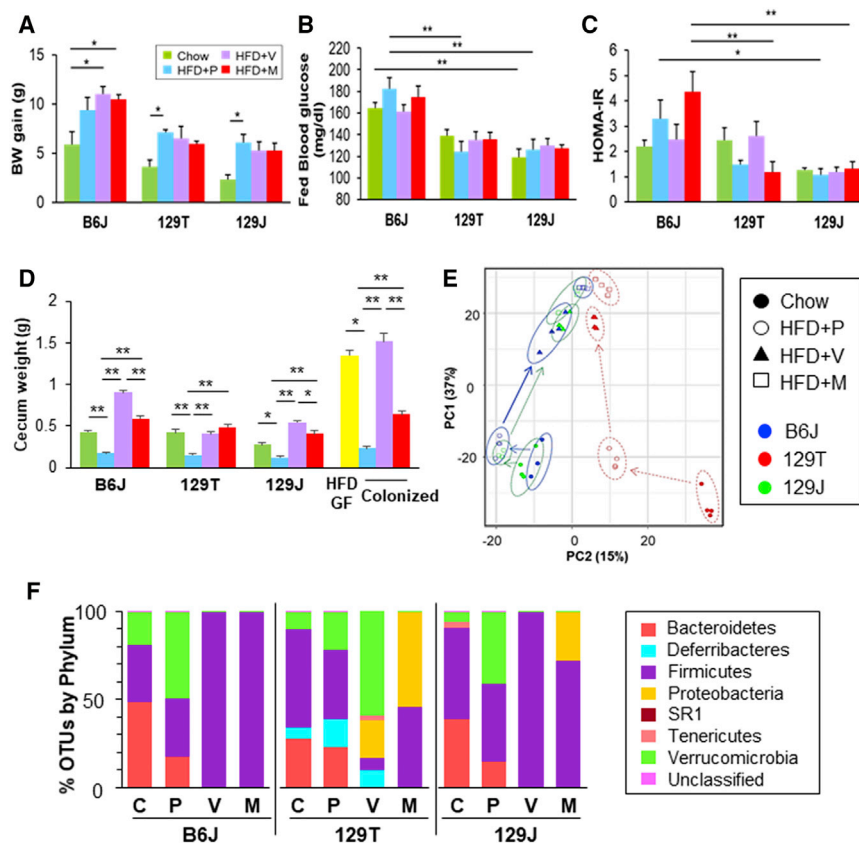 A
BW gain (g)
15
10
5
0
*
*
*
*
Chow
HFD+V
HFD+P
HFD+M
B6J
129T
129J
B
Fed Blood glucose
(mg/dl)
220
200
180
160
140
120
100
80
**
**
**
B6J
129T
129J
C
HOMA-IR
6
5
4
3
2
1
0
**
**
*
B6J
129T
129J
D
Cecum weight (g)
2
1.5
1
0.5
0
**
** **
**
**
** **
**
** *
*
**
* ** **
B6J
129T
129J
HFD
GF
Colonized
E
PC1 (37%)
20
0
-20
-20
0
20
PC2 (15%)
Chow
HFD+P
HFD+V
HFD+M
B6J
129T
129J
F
% OTUs by Phylum
100
50
0
C P V M
C P V M
C P V M
B6J
129T
129J
Bacteroidetes
Deferribacteres
Firmicutes
Proteobacteria
SR1
Tenericutes
Verrucomicrobia
Unclassified